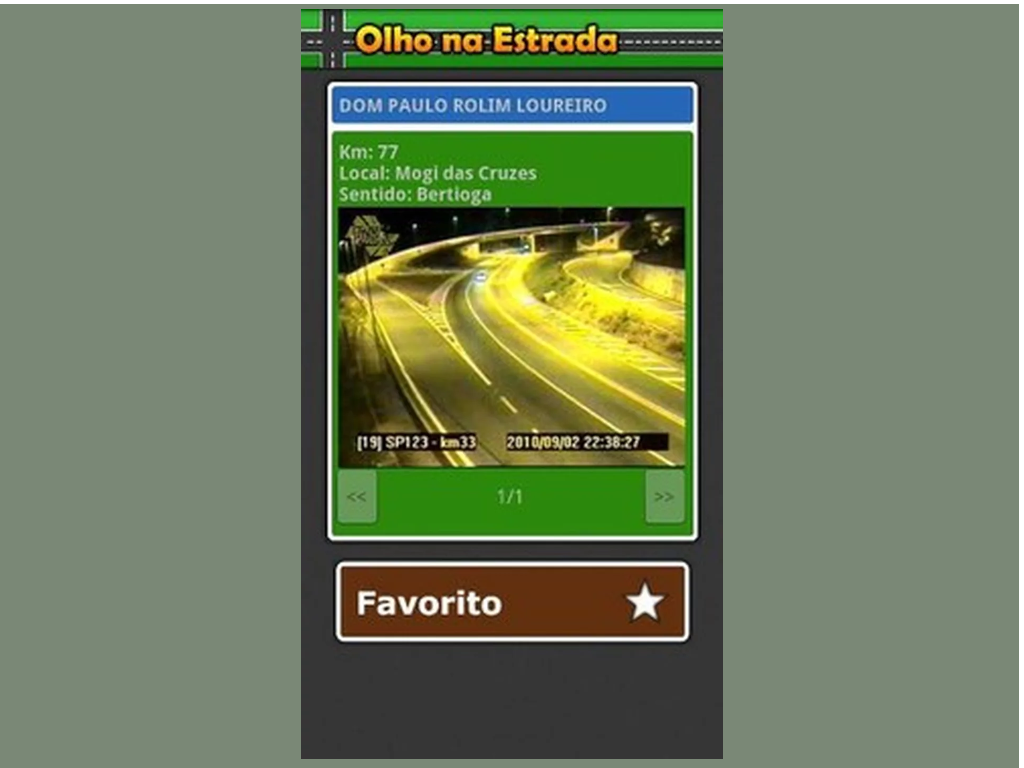 Olho na Estrada
DOM PAULO ROLIM LOUREIRO
Km: 77
Local: Mogi das Cruzes
Sentido: Bertioga
[19] SP123 - km33 2010/09/02 22:38:27
<< 1/1 >>
Favorito